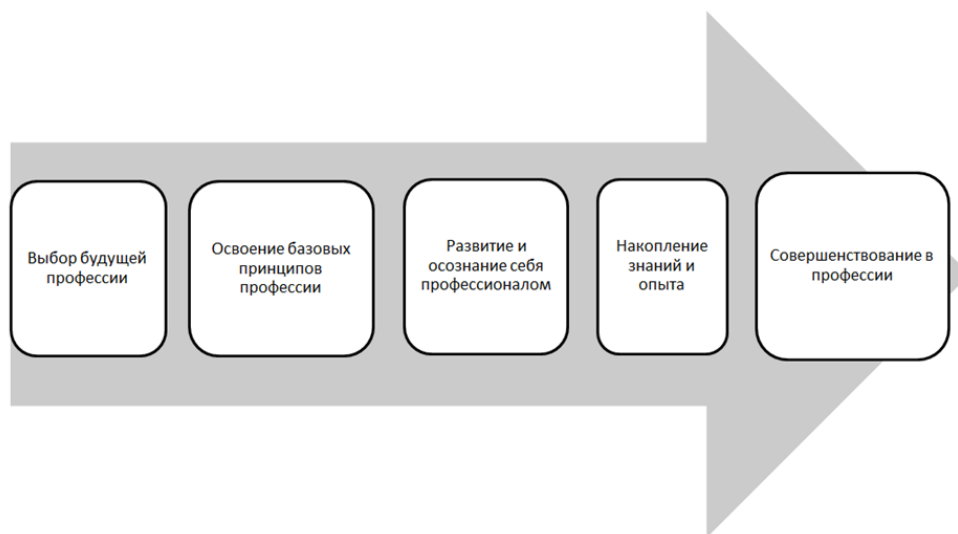 Выбор будущей
профессии
Освоение базовых
принципов
профессии
Развитие и
осознание себя
профессионалом
Накопление
знаний и
опыта
Совершенствование в
профессии